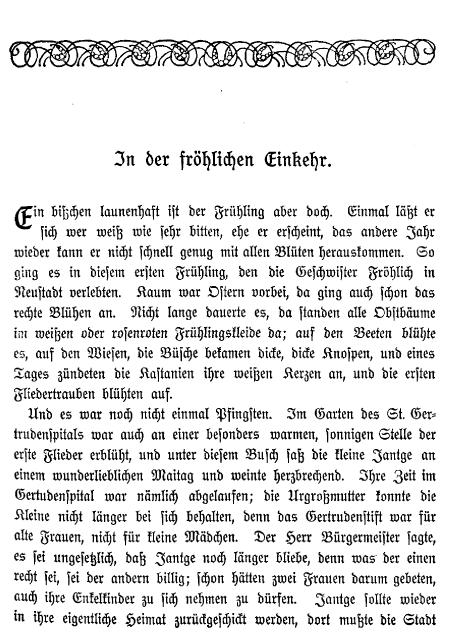 In der fröhlichen Einkehr.
Ein bißchen launenhaft ist der Frühling aber doch. Einmal läßt er
sich wer weiß wie sehr bitten, ehe er erscheint, das andere Jahr
wieder kann er nicht schnell genug mit allen Blüten herauskommen. So
ging es in diesem ersten Frühling, den die Geschwister Fröhlich in
Neustadt verlebten. Kaum war Ostern vorbei, da ging auch schon das
rechte Blühen an. Nicht lange dauerte es, da standen alle Obstbäume
im weißen oder rosenroten Frühlingskleide da; auf den Beeten blühte
es, auf den Wiesen, die Büsche bekamen dicke, dicke Knospen, und eines
Tages zündeten die Kastanien ihre weißen Kerzen an, und die ersten
Fliedertrauben blühten auf.
Und es war noch nicht einmal Pfingsten. Im Garten des St. Ger-
trudenspitals war auch an einer besonders warmen, sonnigen Stelle der
erste Flieder erblüht, und unter diesem Busch saß die kleine Jantge an
einem wunderlieblichen Maitag und weinte herzbrechend. Ihre Zeit im
Gertudenspital war nämlich abgelaufen; die Urgroßmutter konnte die
Kleine nicht länger bei sich behalten, denn das Gertrudenstift war für
alte Frauen, nicht für kleine Mädchen. Der Herr Bürgermeister sagte,
es sei ungesetzlich, daß Jantge noch länger bliebe, denn was der einen
recht sei, sei der andern billig; schon hätten zwei Frauen darum gebeten,
auch ihre Enkelkinder zu sich nehmen zu dürfen. Jantge sollte wieder
in ihre eigentliche Heimat zurückgeschickt werden, dort mußte die Stadt